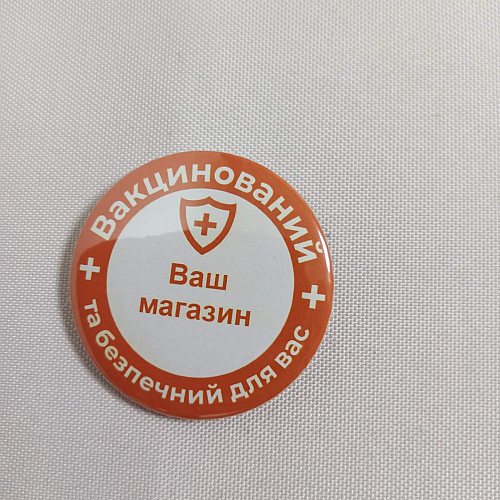 Вакцинований
Ваш
магазин
та безпечний для вас